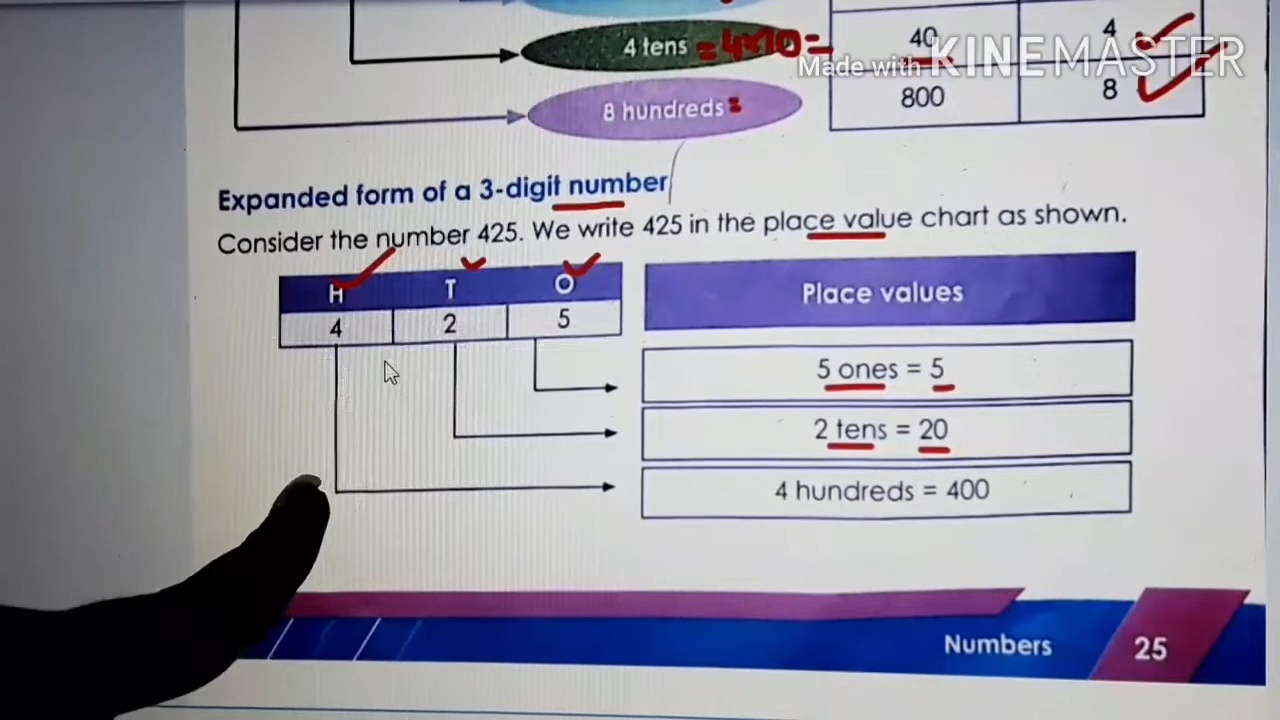 4 tens = 4×10 =
40
4
Made with KINEMASTER
8 hundreds =
800
8
Expanded form of a 3-digit number
Consider the number 425. We write 425 in the place value chart as shown.
H T O
4 2 5
Place values
5 ones = 5
2 tens = 20
4 hundreds = 400
Numbers 25